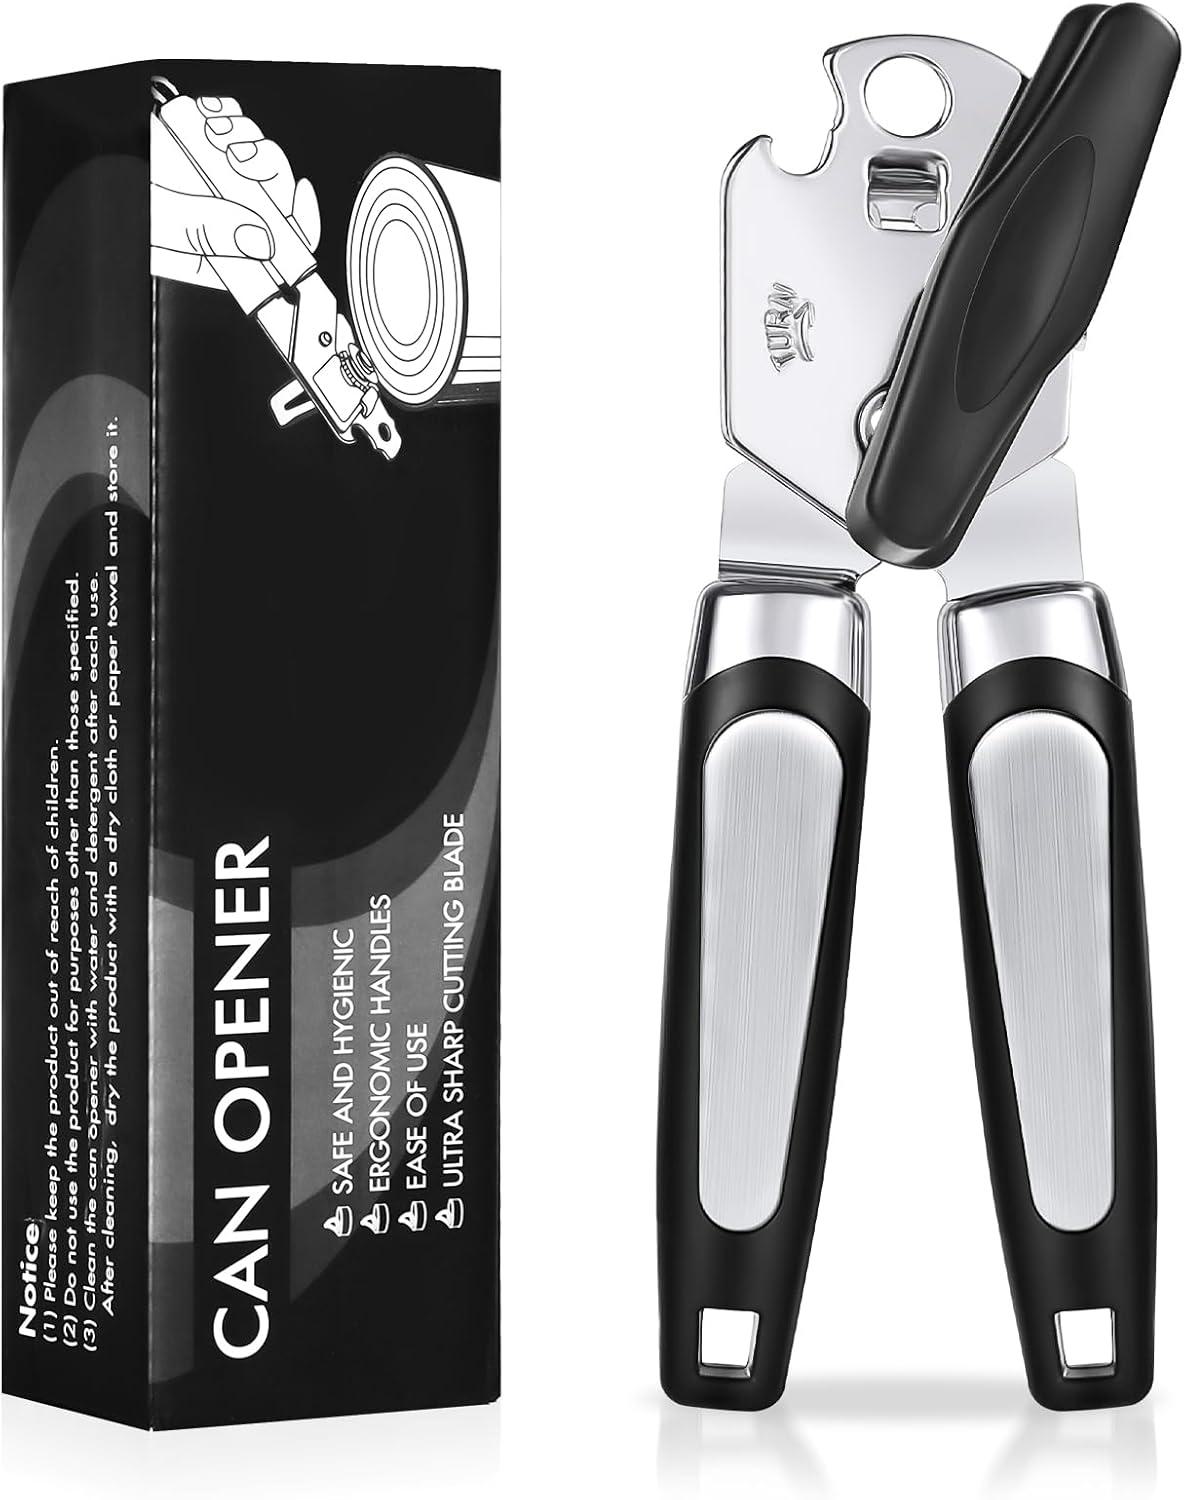 Notice
(1) Please keep the product out of reach of children.
(2) Do not use the product for purposes other than those specified.
(3) Clean the can opener with water and detergent after each use.
After cleaning, dry the product with a dry cloth or paper towel and store it.
CAN OPENER
SAFE AND HYGIENIC
ERGONOMIC HANDLES
EASE OF USE
ULTRA SHARP CUTTING BLADE
TURN